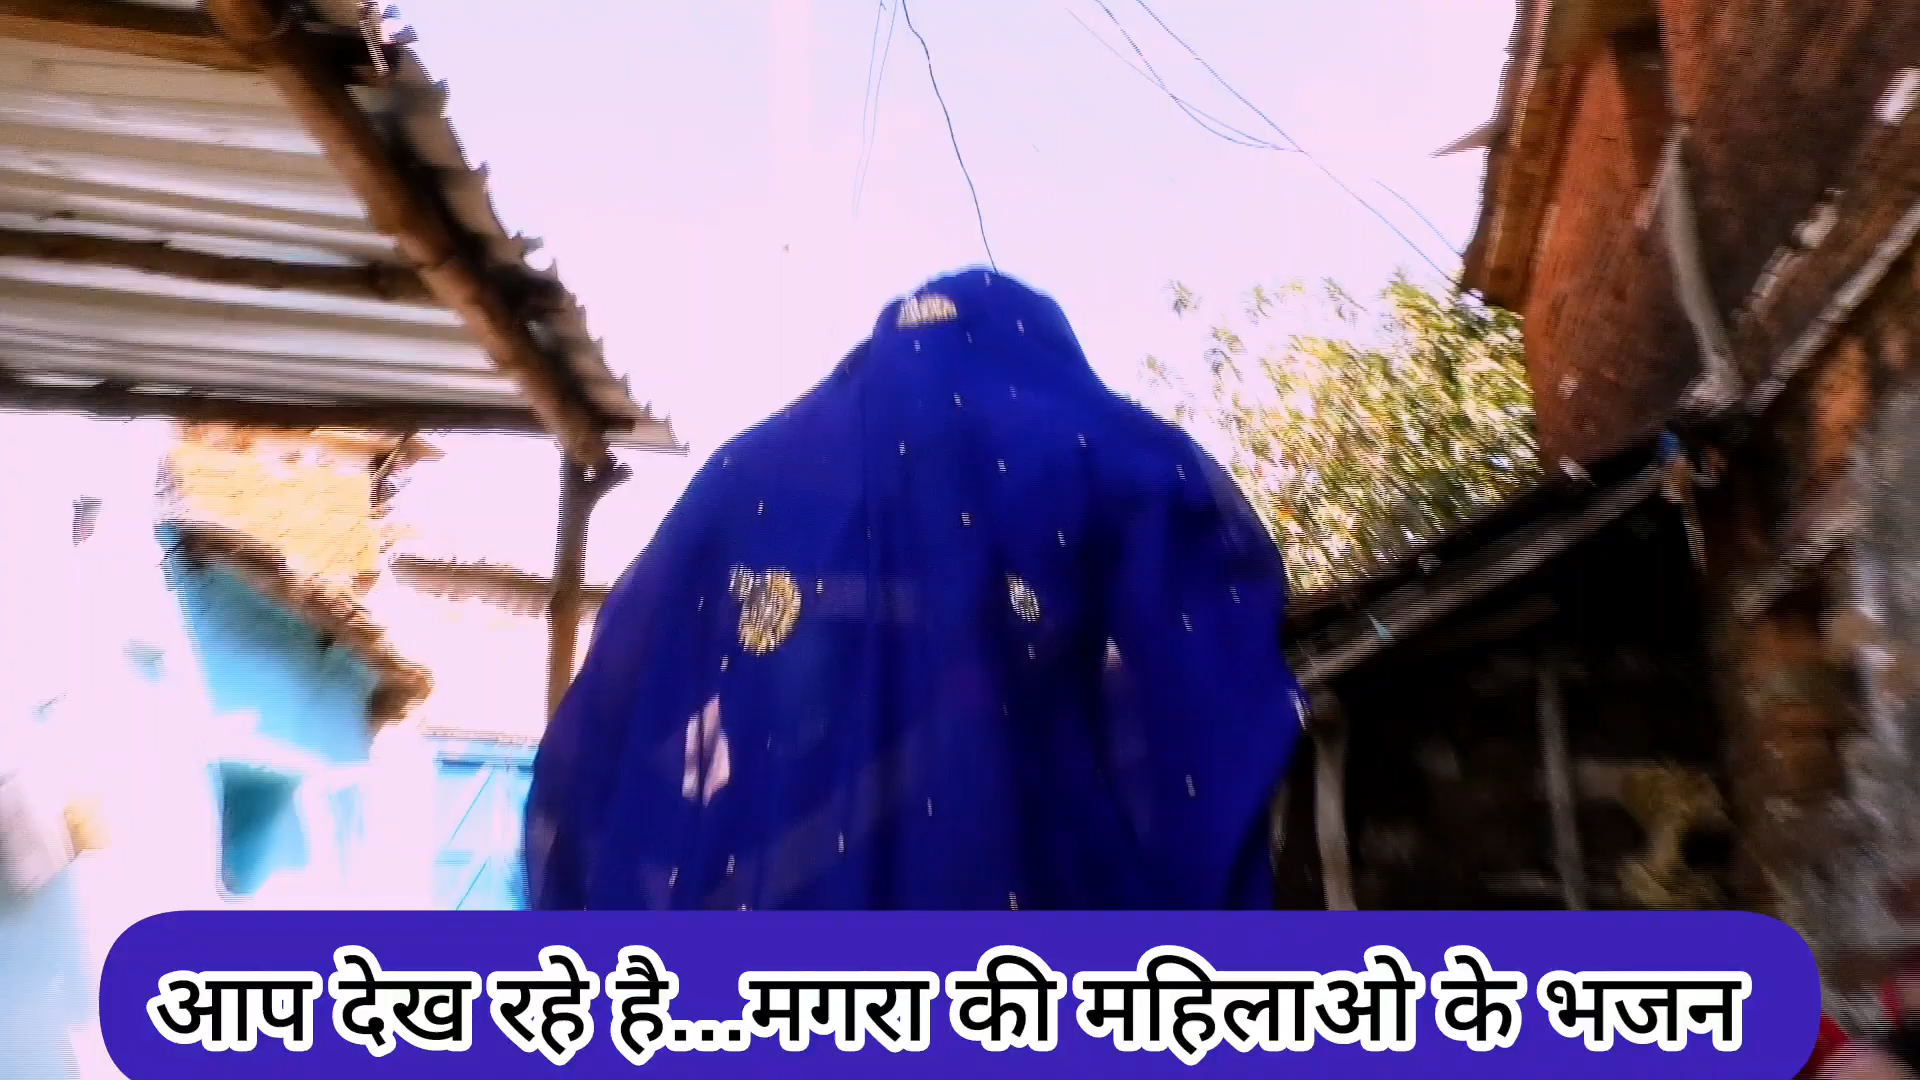 आप देख रहे है...मगरा की महिलाओ के भजन